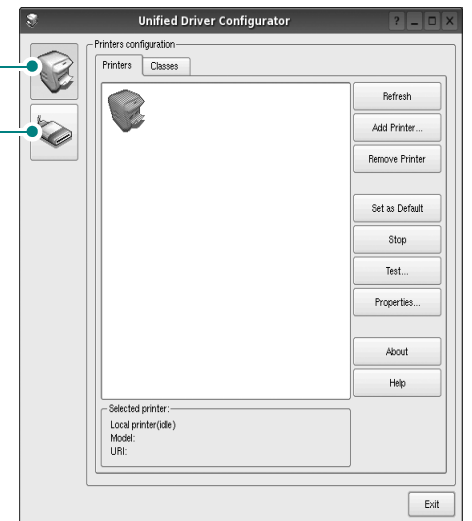 Unified Driver Configurator
Printers configuration
Printers
Classes
Refresh
Add Printer...
Remove Printer
Set as Default
Stop
Test...
Properties...
About
Help
Selected printer:
Local printer(idle)
Model:
URI:
Exit